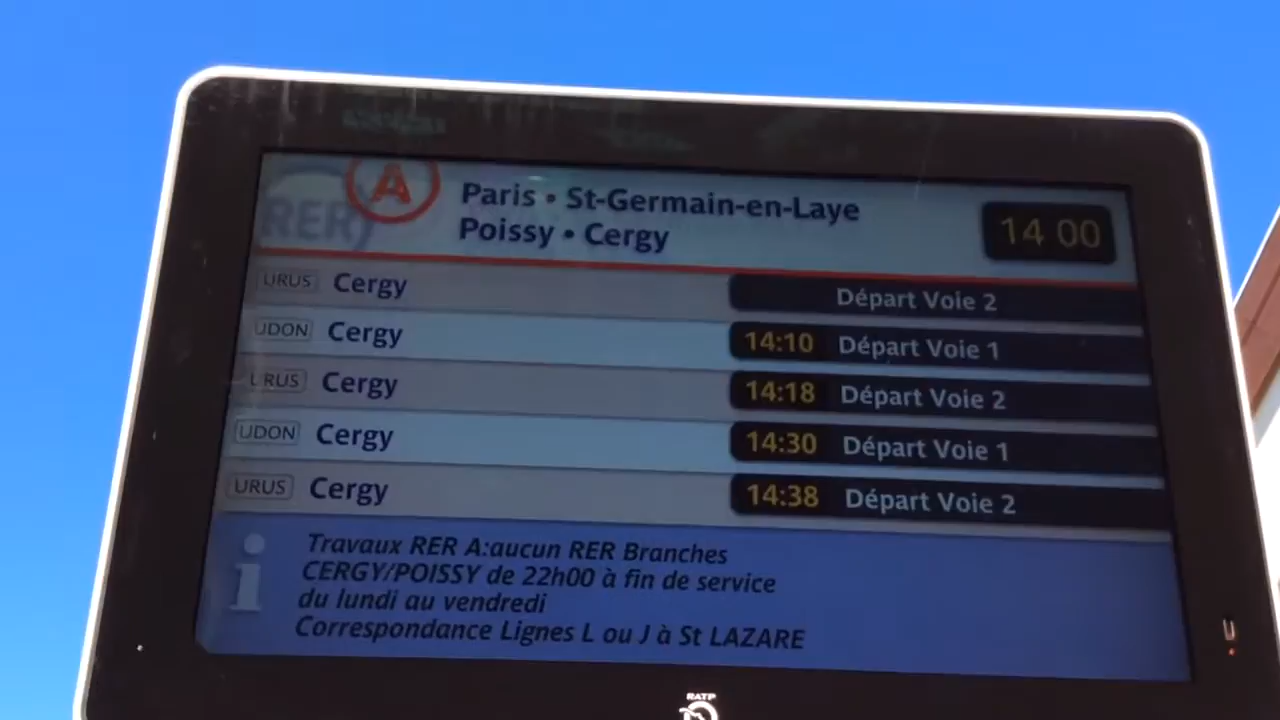 RER A
Paris • St-Germain-en-Laye
Poissy • Cergy
14 00
URUS Cergy Départ Voie 2
UDON Cergy 14:10 Départ Voie 1
URUS Cergy 14:18 Départ Voie 2
UDON Cergy 14:30 Départ Voie 1
URUS Cergy 14:38 Départ Voie 2
i
Travaux RER A:aucun RER Branches
CERGY/POISSY de 22h00 à fin de service
du lundi au vendredi
Correspondance Lignes L ou J à St LAZARE
RATP